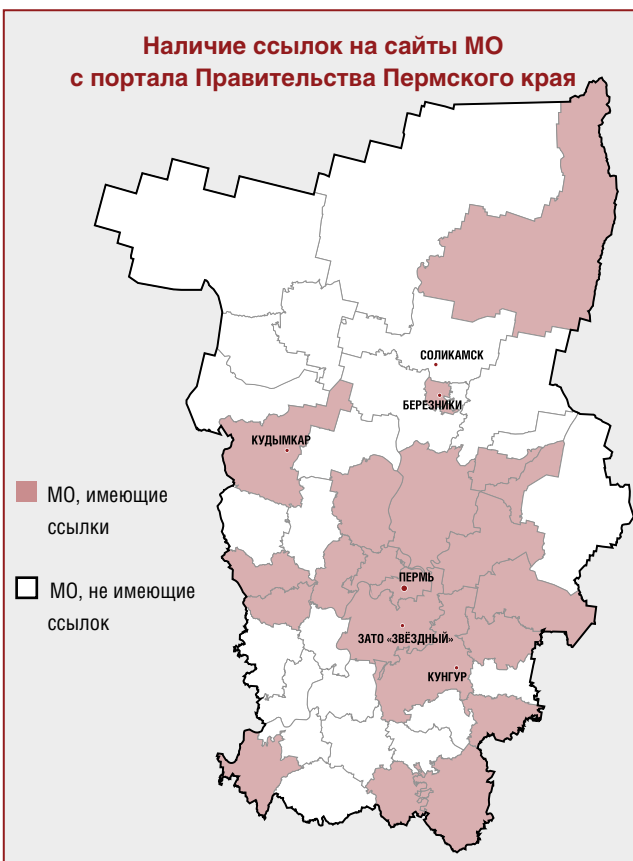 Наличие ссылок на сайты МО
с портала Правительства Пермского края
СОЛИКАМСК
БЕРЕЗНИКИ
КУДЫМКАР
МО, имеющие
ссылки
МО, не имеющие
ссылок
ПЕРМЬ
ЗАТО «ЗВЁЗДНЫЙ»
КУНГУР